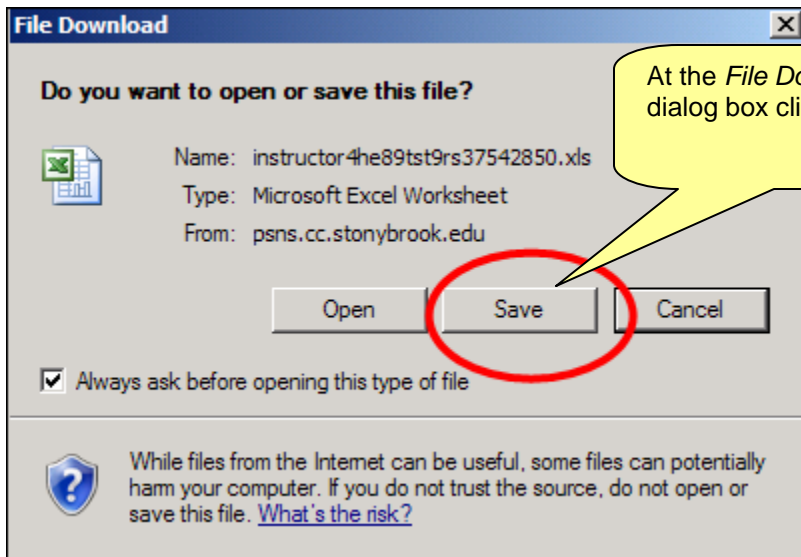 File Download
Do you want to open or save this file?
At the File
dialog box
Name: instructor4he89tst9rs37542850.xls
Type: Microsoft Excel Worksheet
From: psns.cc.stonybrook.edu
Open Save Cancel
Always ask before opening this type of file
While files from the Internet can be useful, some files can potentially
harm your computer. If you do not trust the source, do not open or
save this file. What's the risk?